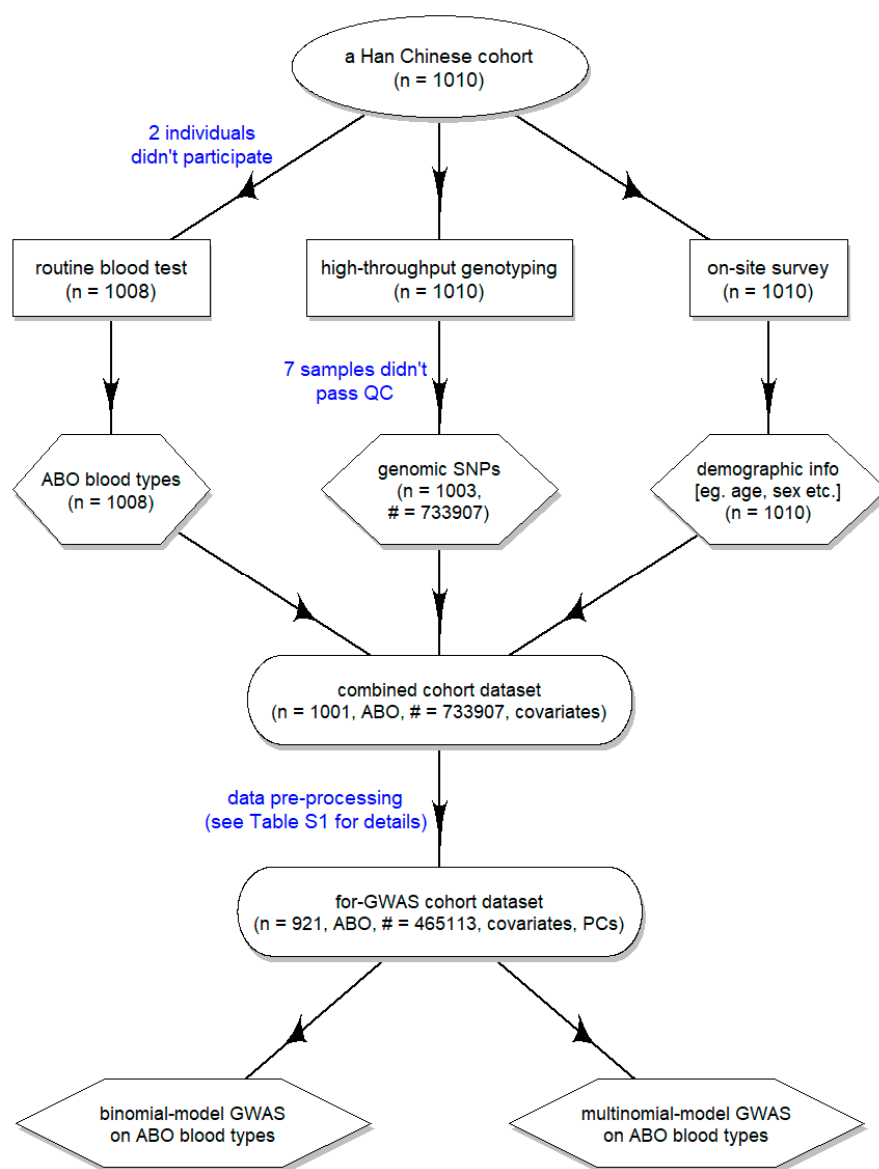 a Han Chinese cohort
(n = 1010)
2 individuals
didn't participate
routine blood test
(n = 1008)
high-throughput genotyping
(n = 1010)
on-site survey
(n = 1010)
7 samples didn't
pass QC
ABO blood types
(n = 1008)
genomic SNPs
(n = 1003,
# = 733907)
demographic info
[eg. age, sex etc.]
(n = 1010)
combined cohort dataset
(n = 1001, ABO, # = 733907, covariates)
data pre-processing
(see Table S1 for details)
for-GWAS cohort dataset
(n = 921, ABO, # = 465113, covariates, PCs)
binomial-model GWAS
on ABO blood types
multinomial-model GWAS
on ABO blood types